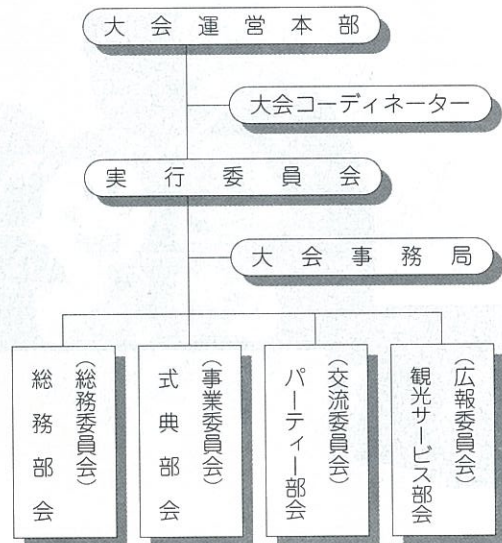 大会運営本部
大会コーディネーター
実行委員会
大会事務局
総務部会
(総務委員会)
式典部会
(事業委員会)
パーティー部会
(交流委員会)
観光サービス部会
(広報委員会)